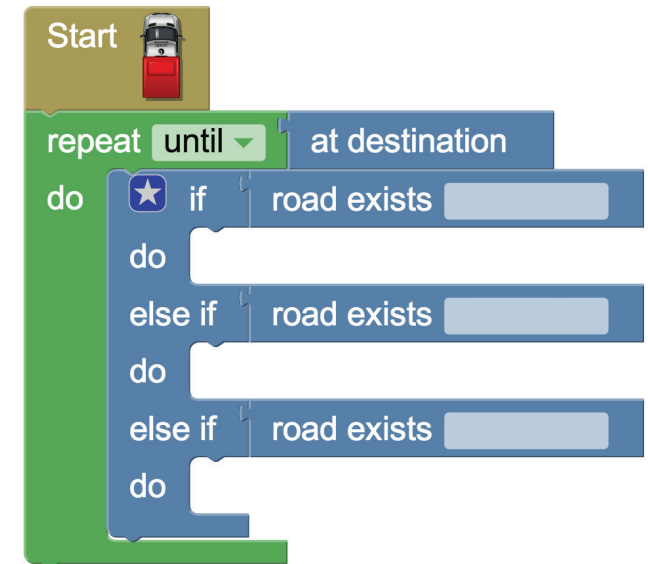 Start
repeat until at destination
do if road exists
do
else if road exists
do
else if road exists
do